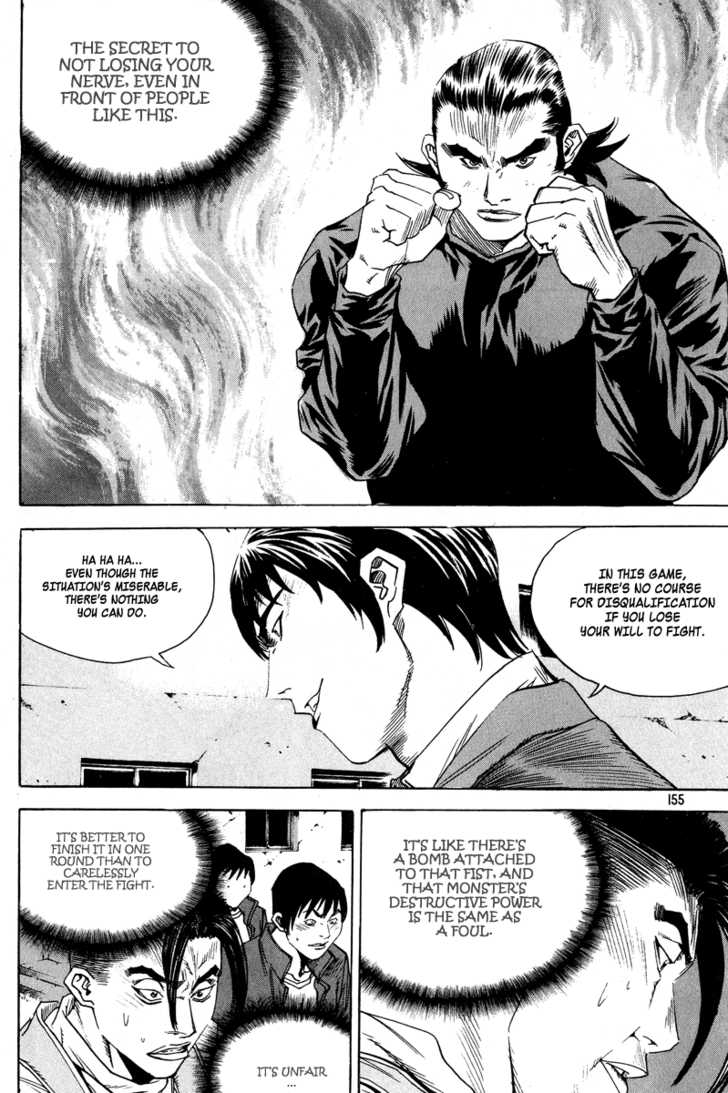 THE SECRET TO
NOT LOSING YOUR
NERVE, EVEN IN
FRONT OF PEOPLE
LIKE THIS.
HA HA HA...
EVEN THOUGH THE
SITUATION'S MISERABLE,
THERE'S NOTHING
YOU CAN DO.
IN THIS GAME,
THERE'S NO COURSE
FOR DISQUALIFICATION
IF YOU LOSE
YOUR WILL TO FIGHT.
155
IT'S BETTER TO
FINISH IT IN ONE
ROUND THAN TO
CARELESSLY
ENTER THE FIGHT.
IT'S UNFAIR
...
IT'S LIKE THERE'S
A BOMB ATTACHED
TO THAT FIST, AND
THAT MONSTER'S
DESTRUCTIVE POWER
IS THE SAME AS
A FOUL.